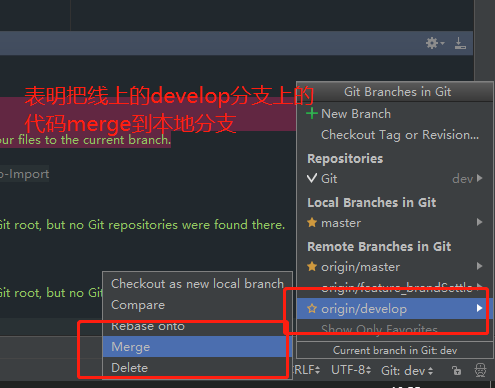 表明把线上的develop分支上的
代码merge到本地分支
our files to the current branch.
o-Import
Git root, but no Git repositories were found there.
Git root, but no Gi
Git Branches in Git
New Branch
Checkout Tag or Revision...
Repositories
Git dev
Local Branches in Git
master
Remote Branches in Git
origin/master
origin/feature_brandSettle
origin/develop
Show Only Favorites
Current branch in Git: dev
Checkout as new local branch
Compare
Rebase onto
Merge
Delete
RLF UTF-8 Git: dev